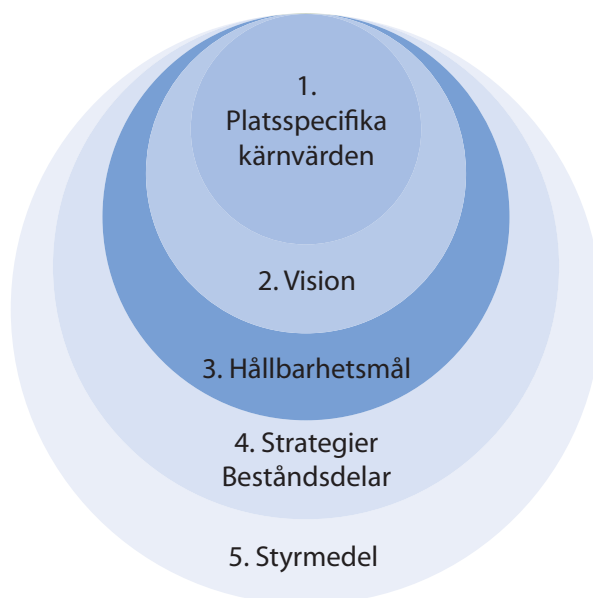 1.
Platsspecifika
kärnvärden
2. Vision
3. Hållbarhetsmål
4. Strategier
Beståndsdelar
5. Styrmedel